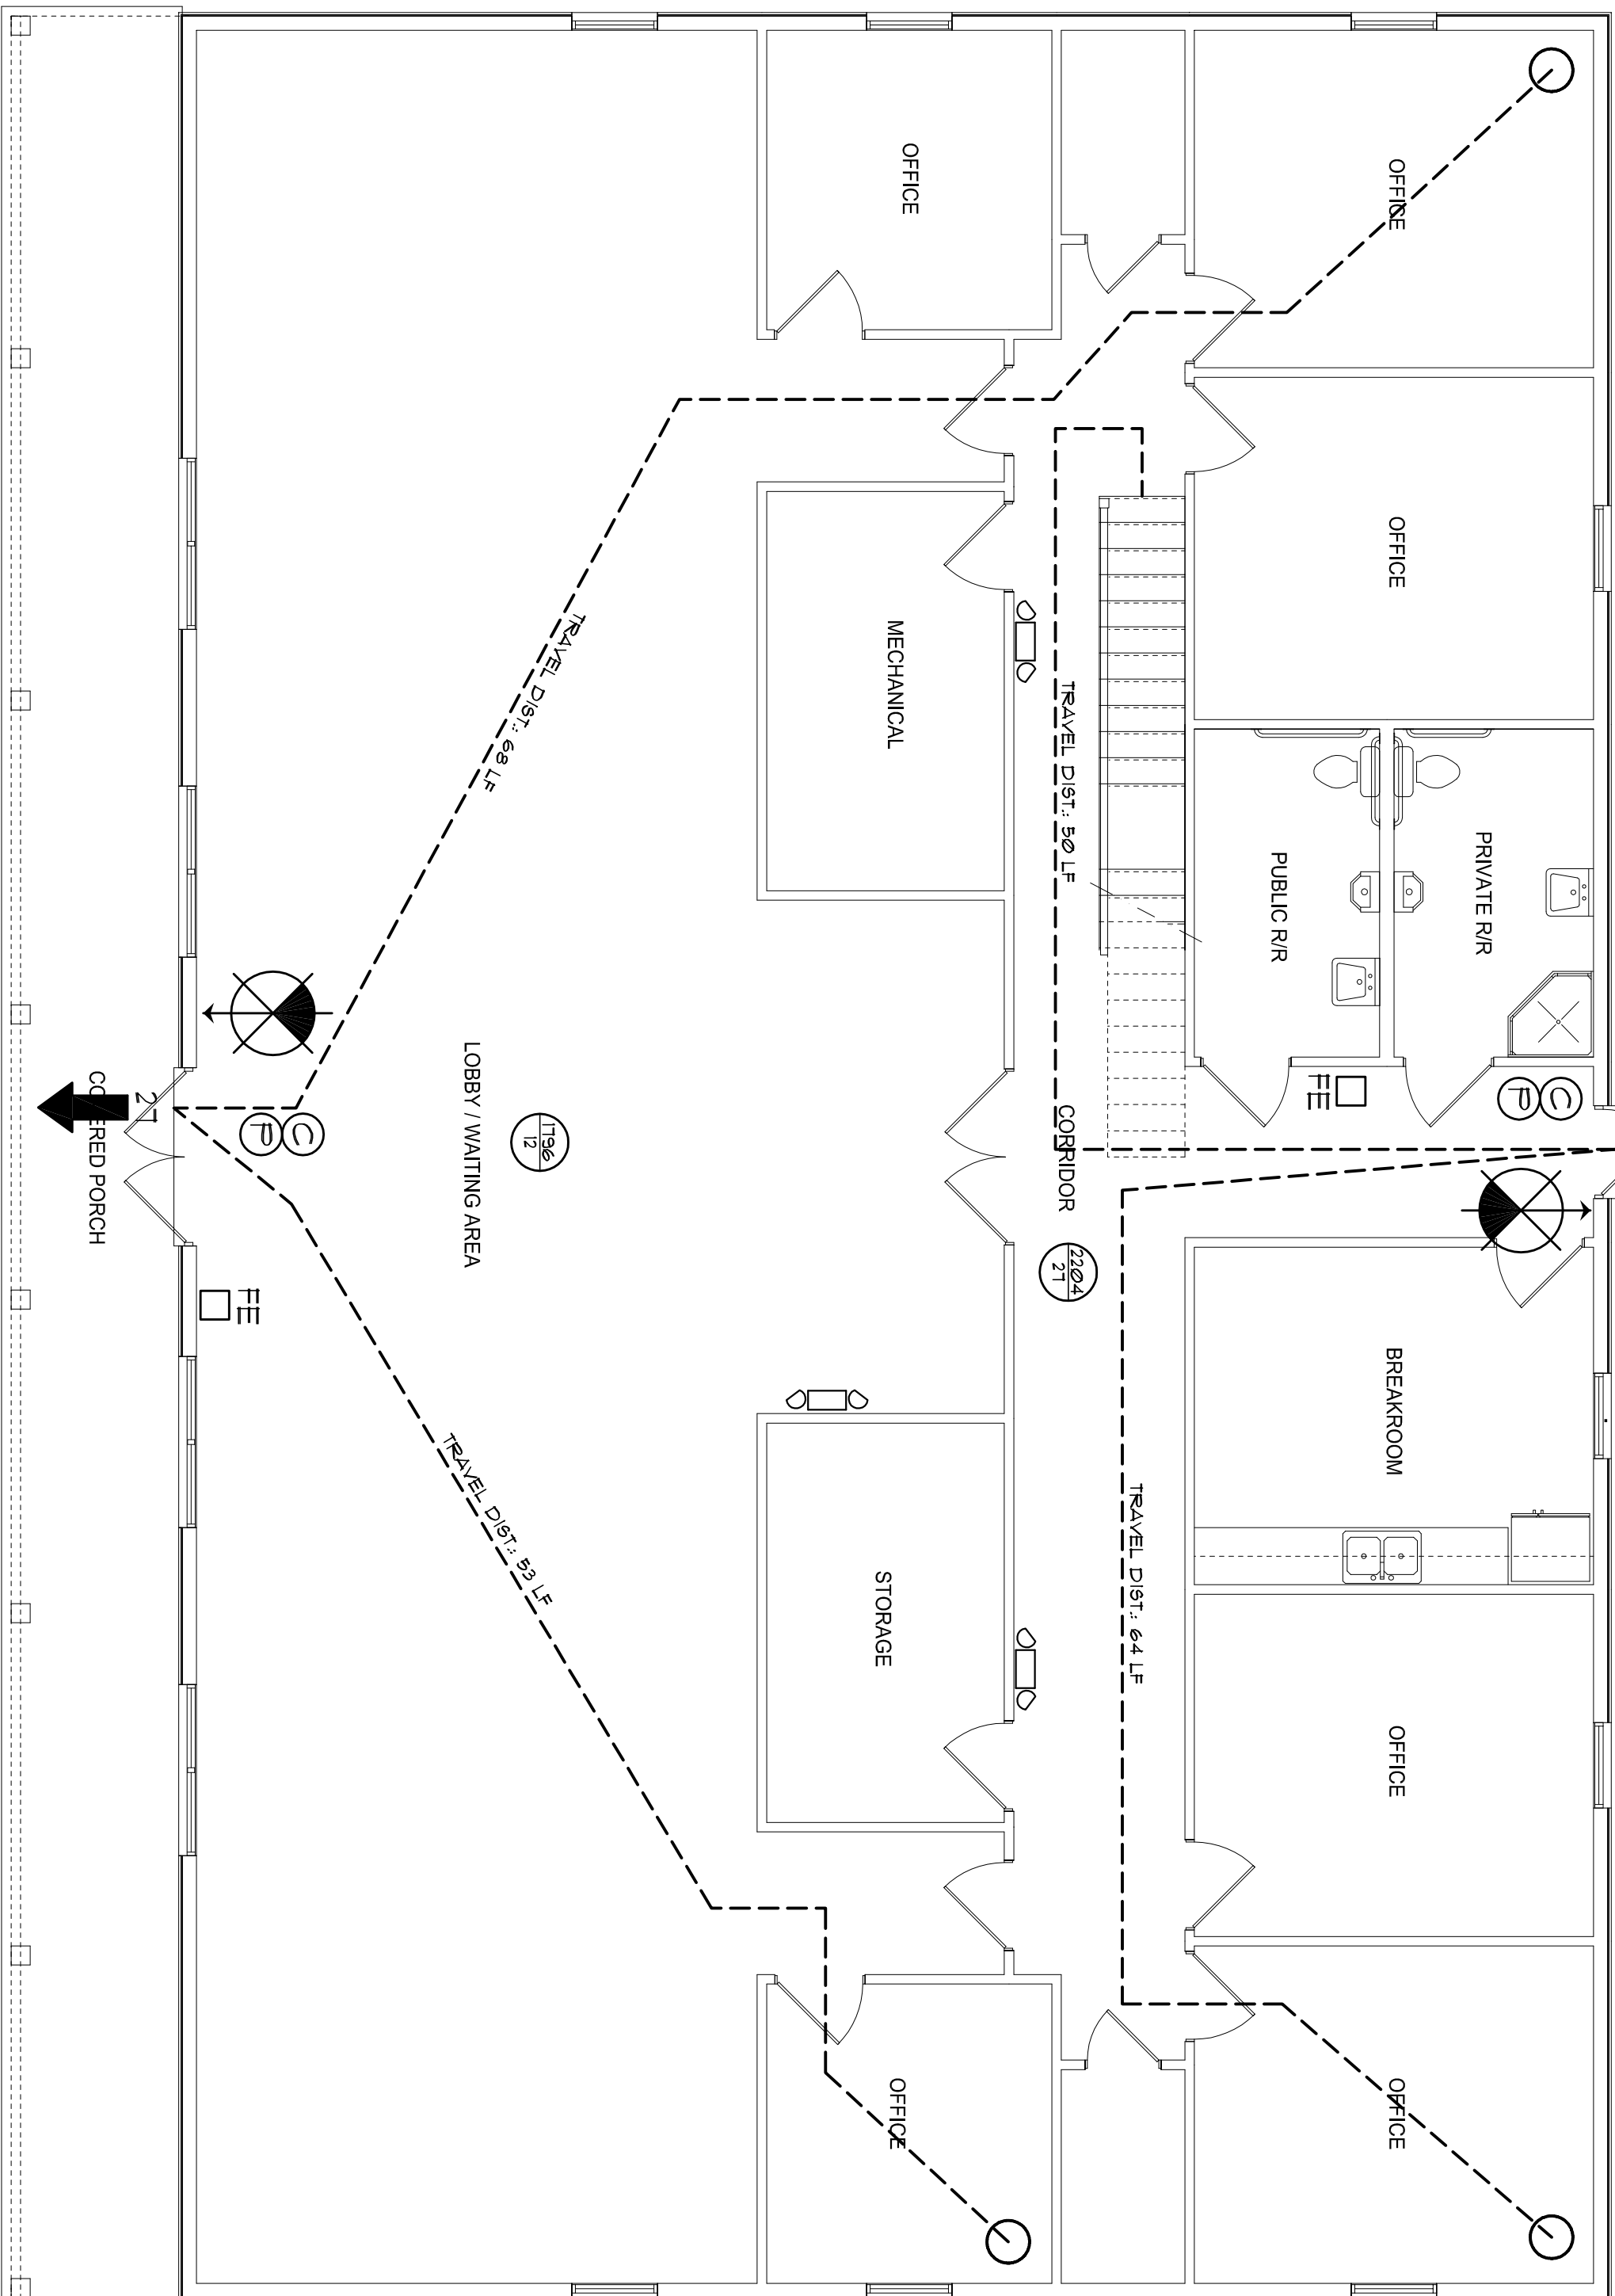 OFFICE
OFFICE
OFFICE
MECHANICAL
TRAVEL DIST.: 68 LF
TRAVEL DIST.: 50 LF
PUBLIC R/R
PRIVATE R/R
FE
C
P
27
C
P
COVERED PORCH
LOBBY / WAITING AREA
1796
12
CORRIDOR
2204
27
FE
BREAKROOM
TRAVEL DIST.: 53 LF
STORAGE
TRAVEL DIST.: 64 LF
OFFICE
OFFICE
OFFICE